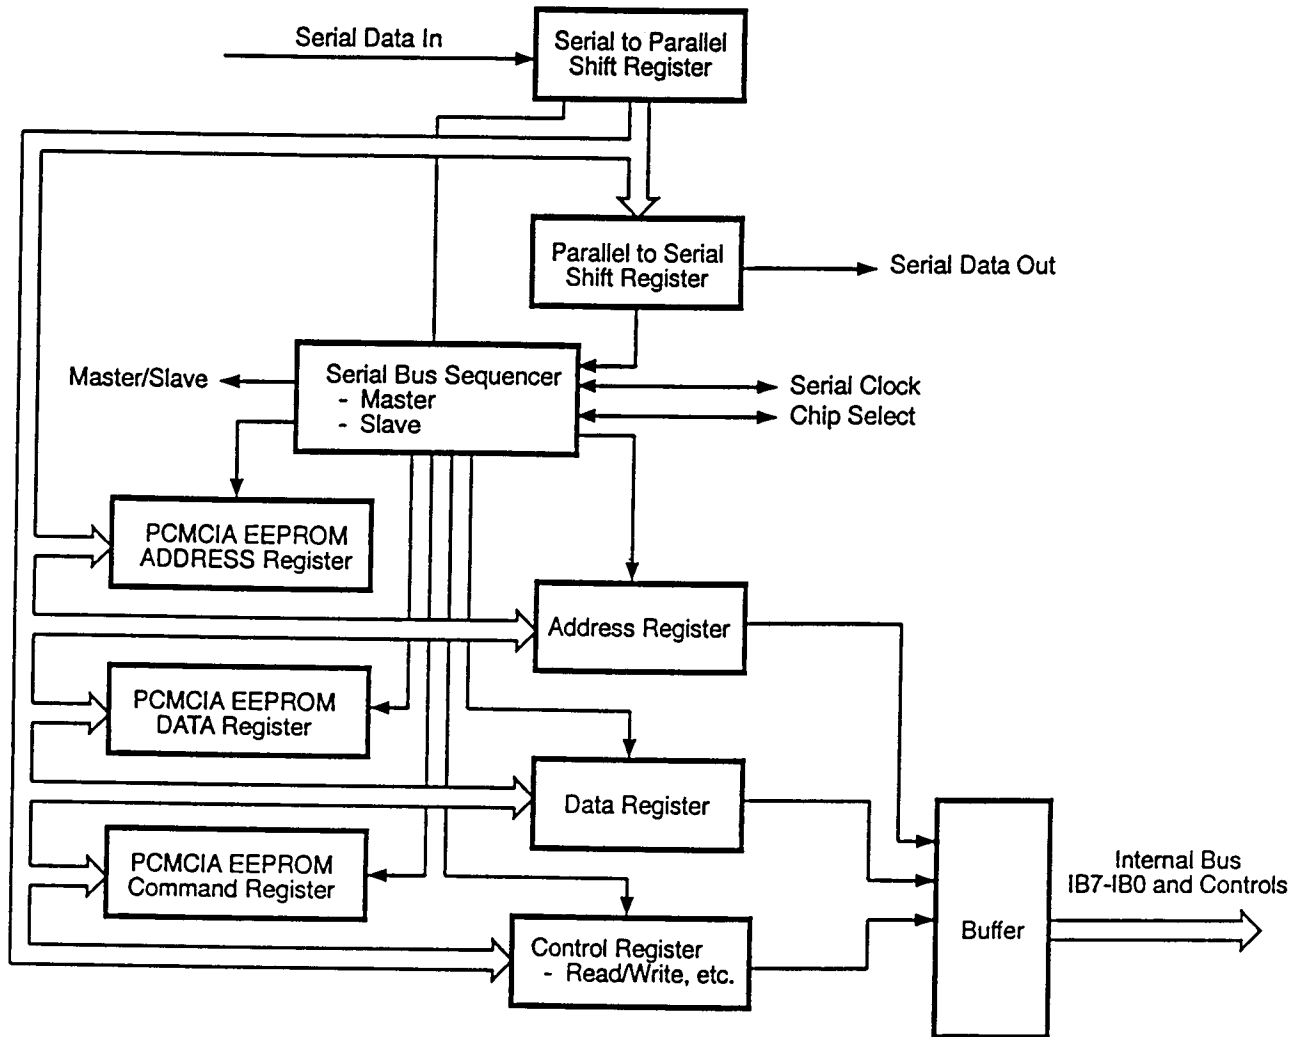 Serial Data In
Serial to Parallel
Shift Register
Parallel to Serial
Shift Register
Serial Data Out
Master/Slave
Serial Bus Sequencer
- Master
- Slave
Serial Clock
Chip Select
PCMCIA EEPROM
ADDRESS Register
Address Register
PCMCIA EEPROM
DATA Register
Data Register
PCMCIA EEPROM
Command Register
Control Register
- Read/Write, etc.
Buffer
Internal Bus
IB7-IB0 and Controls